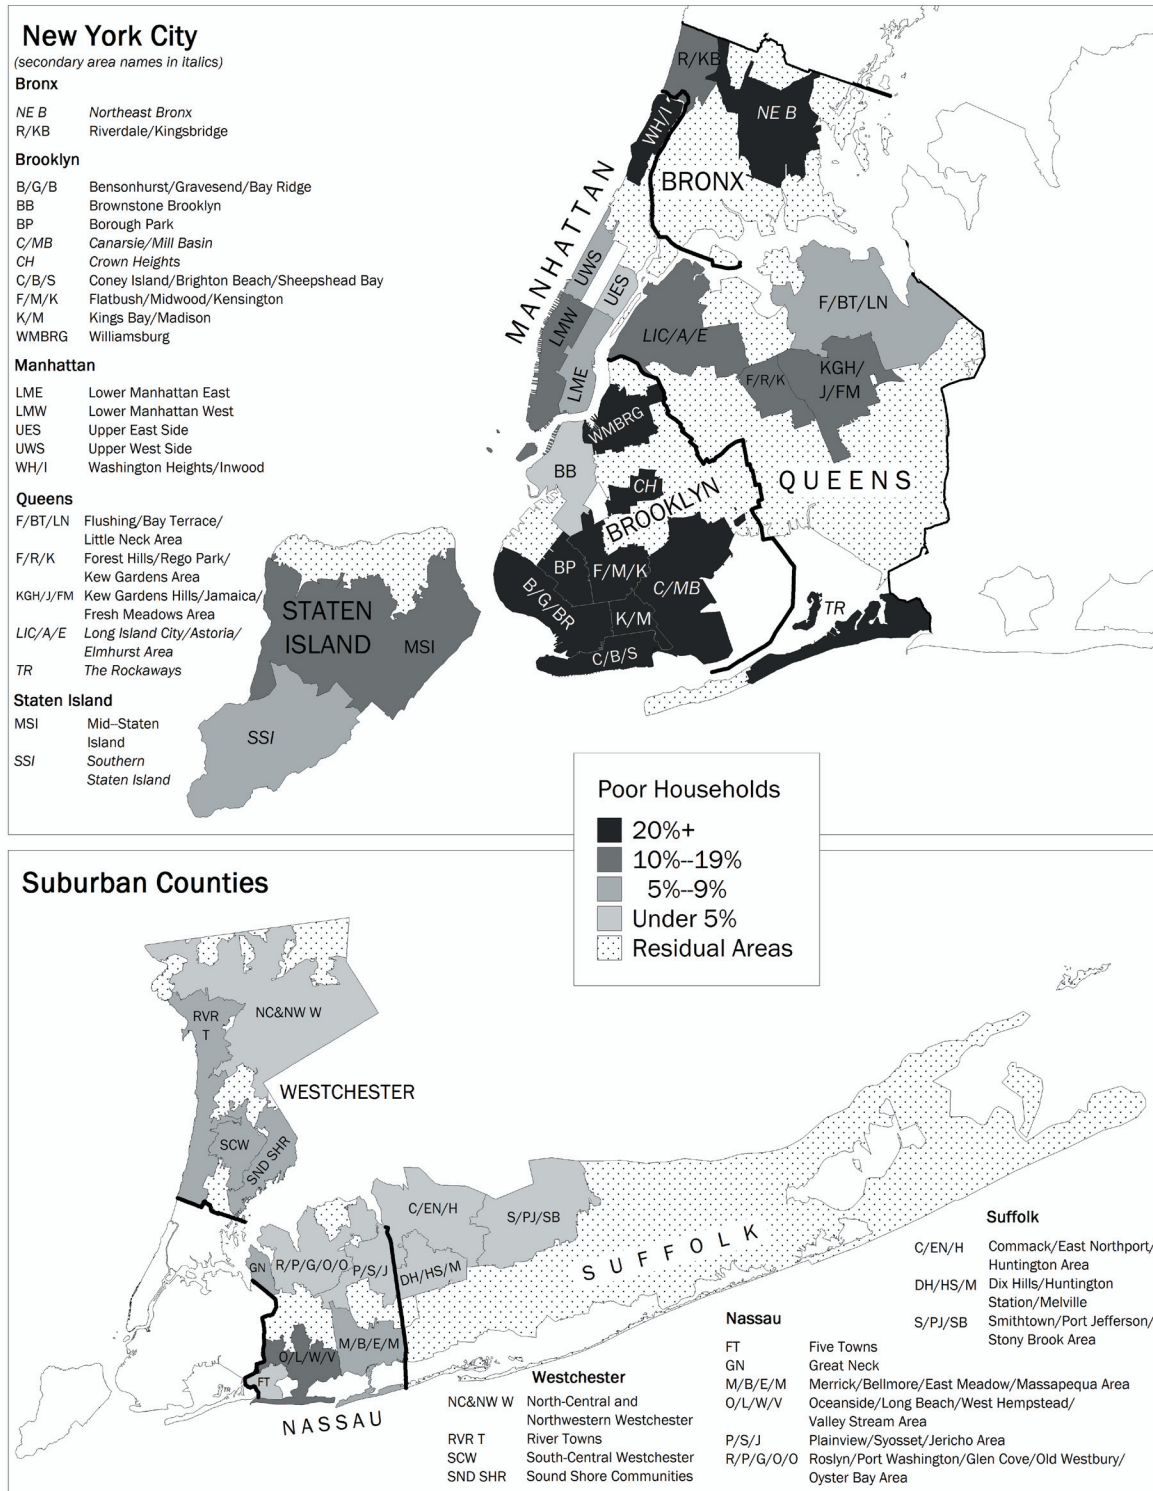 New York City
(secondary area names in italics)
Bronx
NE B Northeast Bronx
R/KB Riverdale/Kingsbridge
Brooklyn
B/G/B Bensonhurst/Gravesend/Bay Ridge
BB Brownstone Brooklyn
BP Borough Park
C/MB Canarsie/Mill Basin
CH Crown Heights
C/B/S Coney Island/Brighton Beach/Sheepshead Bay
F/M/K Flatbush/Midwood/Kensington
K/M Kings Bay/Madison
WMBRG Williamsburg
Manhattan
LME Lower Manhattan East
LMW Lower Manhattan West
UES Upper East Side
UWS Upper West Side
WH/I Washington Heights/Inwood
Queens
F/BT/LN Flushing/Bay Terrace/
Little Neck Area
F/R/K Forest Hills/Rego Park/
Kew Gardens Area
KGH/J/FM Kew Gardens Hills/Jamaica/
Fresh Meadows Area
LIC/A/E Long Island City/Astoria/
Elmhurst Area
TR The Rockaways
Staten Island
MSI Mid--Staten
Island
SSI Southern
Staten Island
R/KB
NE B
WH/I
BRONX
MANHATTAN
UWS
UES
LMW
LME
F/BT/LN
LIC/A/E
KGH/
J/FM
F/R/K
WMBRG
BB
CH
QUEENS
BROOKLYN
BP
F/M/K
C/MB
B/G/BR
K/M
C/B/S
TR
STATEN
ISLAND
MSI
SSI
Poor Households
20%+
10%--19%
5%--9%
Under 5%
Residual Areas
Suburban Counties
RVR
T
NC&NW W
WESTCHESTER
SCW
SND SHR
C/EN/H
S/PJ/SB
SUFFOLK
GN
R/P/G/O/O
P/S/J
DH/HS/M
M/B/E/M
O/L/W/V
FT
TR
NASSAU
Westchester
NC&NW W North-Central and
Northwestern Westchester
RVR T River Towns
SCW South-Central Westchester
SND SHR Sound Shore Communities
Nassau
FT Five Towns
GN Great Neck
M/B/E/M Merrick/Bellmore/East Meadow/Massapequa Area
O/L/W/V Oceanside/Long Beach/West Hempstead/
Valley Stream Area
P/S/J Plainview/Syosset/Jericho Area
R/P/G/O/O Roslyn/Port Washington/Glen Cove/Old Westbury/
Oyster Bay Area
Suffolk
C/EN/H Commack/East Northport/
Huntington Area
DH/HS/M Dix Hills/Huntington
Station/Melville
S/PJ/SB Smithtown/Port Jefferson/
Stony Brook Area